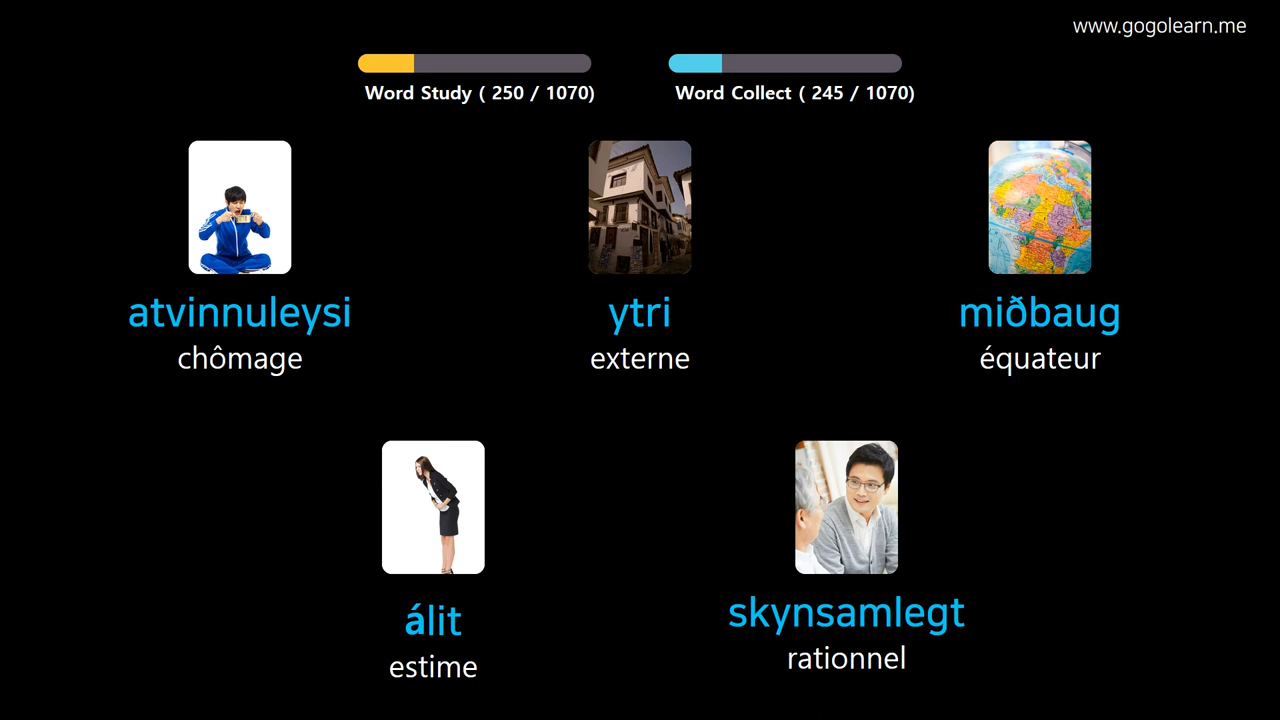 www.gogolearn.me
Word Study ( 250 / 1070)
Word Collect ( 245 / 1070)
atvinnuleysi
chômage
ytri
externe
miðbaug
équateur
álit
estime
skynsamlegt
rationnel